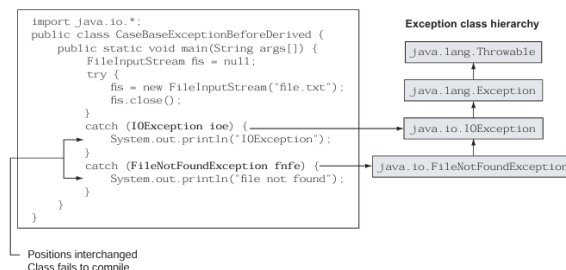 import java.io.*;
public class CaseBaseExceptionBeforeDerived {
public static void main(String args[]) {
FileInputStream fis = null;
try {
fis = new FileInputStream("file.txt");
fis.close();
}
catch (IOException ioe) {
System.out.println("IOException");
}
catch (FileNotFoundException fnfe) {
System.out.println("file not found");
}
}
}
Positions interchanged
Class fails to compile
Exception class hierarchy
java.lang.Throwable
java.lang.Exception
java.io.IOException
java.io.FileNotFoundException